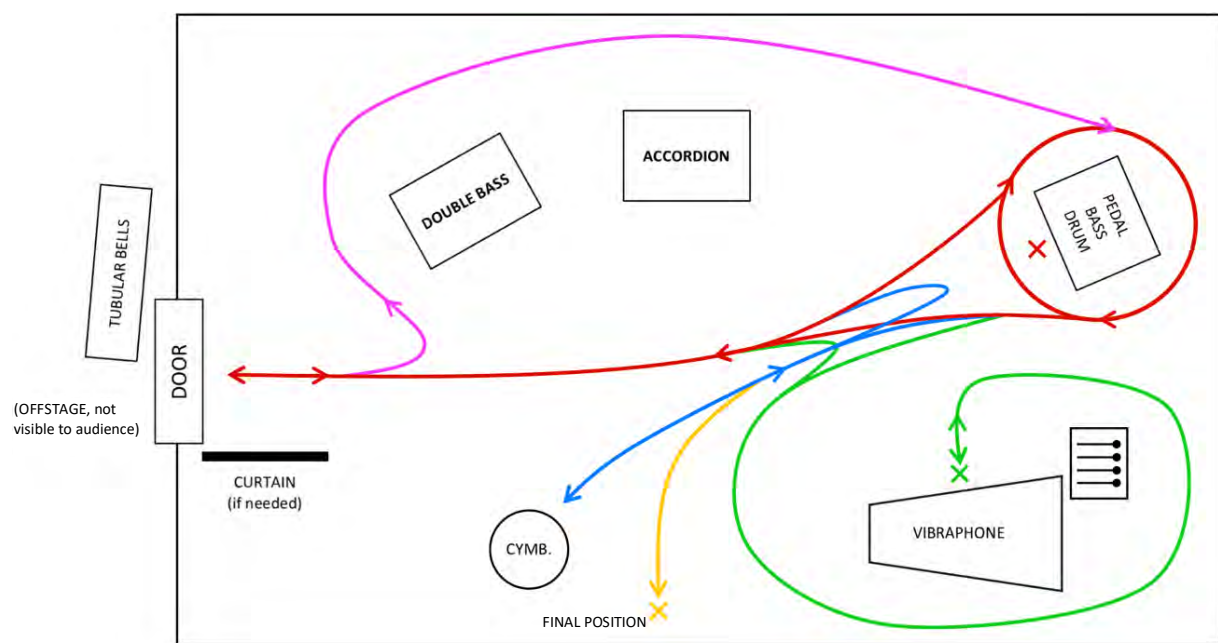 ACCORDION
DOUBLE BASS
PEDAL
BASS
DRUM
TUBULAR BELLS
DOOR
(OFFSTAGE, not
visible to audience)
CURTAIN
(if needed)
CYMB.
VIBRAPHONE
FINAL POSITION